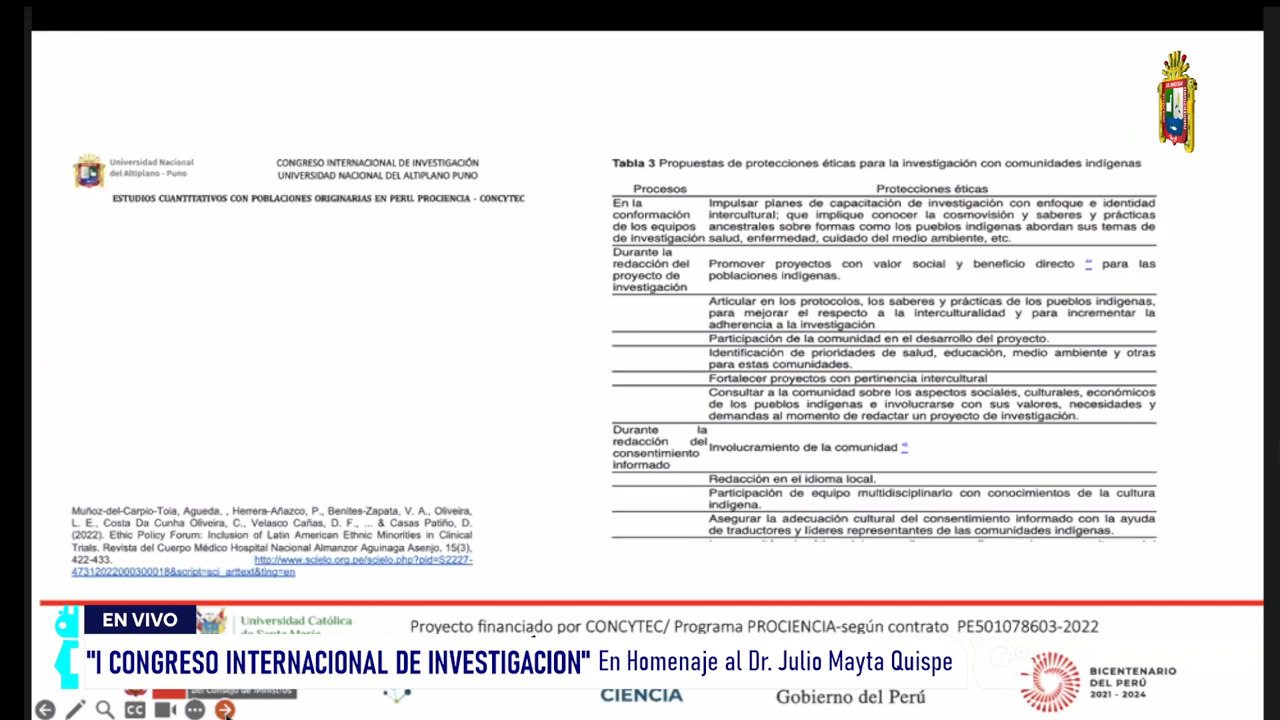 Universidad Nacional
del Altiplano - Puno
CONGRESO INTERNACIONAL DE INVESTIGACIÓN
UNIVERSIDAD NACIONAL DEL ALTIPLANO PUNO
ESTUDIOS CUANTITATIVOS CON POBLACIONES ORIGINARIAS EN PERU. PROCIENCIA - CONCYTEC
Muñoz-del-Carpio-Toia, Agueda, , Herrera-Añazco, P., Benites-Zapata, V. A., Oliveira,
L. E., Costa Da Cunha Oliveira, C., Velasco Cañas, D. F., ... & Casas Patiño, D.
(2022). Ethic Policy Forum: Inclusion of Latin American Ethnic Minorities in Clinical
Trials. Revista del Cuerpo Médico Hospital Nacional Almanzor Aguinaga Asenjo, 15(3),
422-433. http://www.scielo.org.pe/scielo.php?pid=S2227-
47312022000300018&script=sci_arttext&tlng=en
Tabla 3 Propuestas de protecciones éticas para la investigación con comunidades indígenas
Procesos Protecciones éticas
En la Impulsar planes de capacitación de investigación con enfoque e identidad
conformación intercultural; que implique conocer la cosmovisión y saberes y prácticas
de los equipos ancestrales sobre formas como los pueblos indígenas abordan sus temas de
de investigación salud, enfermedad, cuidado del medio ambiente, etc.
Durante la
redacción del Promover proyectos con valor social y beneficio directo para las
proyecto de poblaciones indígenas.
investigación
Articular en los protocolos, los saberes y prácticas de los pueblos indígenas,
para mejorar el respecto a la interculturalidad y para incrementar la
adherencia a la investigación
Participación de la comunidad en el desarrollo del proyecto.
Identificación de prioridades de salud, educación, medio ambiente y otras
para estas comunidades.
Fortalecer proyectos con pertinencia intercultural
Consultar a la comunidad sobre los aspectos sociales, culturales, económicos
de los pueblos indígenas e involucrarse con sus valores, necesidades y
demandas al momento de redactar un proyecto de investigación.
Durante la
redacción del Involucramiento de la comunidad
consentimiento
informado
Redacción en el idioma local.
Participación de equipo multidisciplinario con conocimientos de la cultura
indígena.
Asegurar la adecuación cultural del consentimiento informado con la ayuda
de traductores y líderes representantes de las comunidades indígenas.
EN VIVO
Universidad Católica
de Santa María
Proyecto financiado por CONCYTEC/ Programa PROCIENCIA-según contrato PE501078603-2022
"I CONGRESO INTERNACIONAL DE INVESTIGACION" En Homenaje al Dr. Julio Mayta Quispe
del Consejo de Ministros
CIENCIA
Gobierno del Perú
BICENTENARIO
DEL PERÚ
2021 - 2024
CC